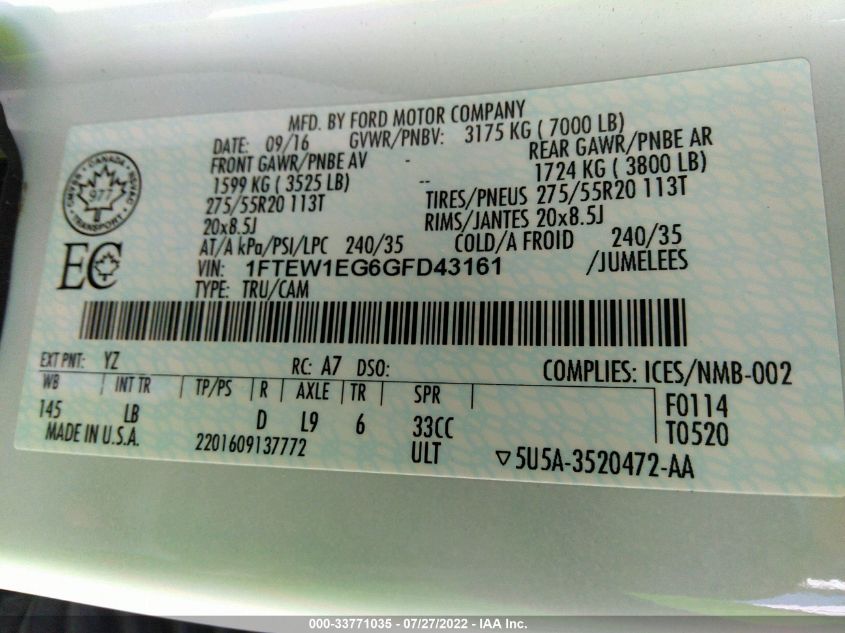 MFD. BY FORD MOTOR COMPANY
DATE: 09/16 GVWR/PNBV: 3175 KG ( 7000 LB)
FRONT GAWR/PNBE AV - REAR GAWR/PNBE AR
1599 KG ( 3525 LB) -- 1724 KG ( 3800 LB)
275/55R20 113T TIRES/PNEUS 275/55R20 113T
20x8.5J RIMS/JANTES 20x8.5J
AT/A kPa/PSI/LPC 240/35 COLD/A FROID 240/35
VIN: 1FTEW1EG6GFD43161 /JUMELEES
TYPE: TRU/CAM
CANADA
977
TRANSPORT
EC
EXT PNT: YZ RC: A7 DSO: COMPLIES: ICES/NMB-002
WB INT TR TP/PS R AXLE TR SPR F0114
145 LB D L9 6 33CC T0520
MADE IN U.S.A. 2201609137772 ULT ▽5U5A-3520472-AA
000-33771035 - 07/27/2022 - IAA Inc.